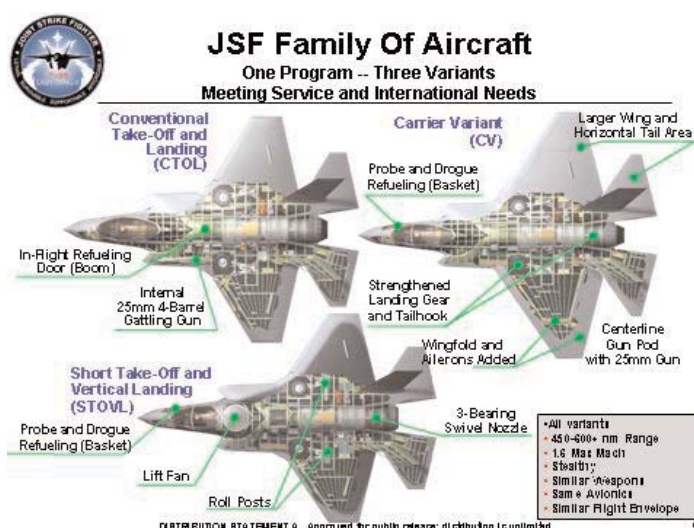 JOINT STRIKE FIGHTER
JSF Family Of Aircraft
One Program -- Three Variants
Meeting Service and International Needs
Conventional
Take-Off and
Landing
(CTOL)
In-Flight Refueling
Door (Boom)
Internal
25mm 4-Barrel
Gattling Gun
Carrier Variant
(CV)
Larger Wing and
Horizontal Tail Area
Probe and Drogue
Refueling (Basket)
Strengthened
Landing Gear
and Tailhook
Wingfold and
Ailerons Added
Centerline
Gun Pod
with 25mm Gun
Short Take-Off and
Vertical Landing
(STOVL)
Probe and Drogue
Refueling (Basket)
Lift Fan
Roll Posts
3-Bearing
Swivel Nozzle
•All variants
• 450-600+ nm Range
• 1.6 Max Mach
• Stealthy
• Similar Weapons
• Same Avionics
• Similar Flight Envelope
DISTRIBUTION STATEMENT A. Approved for public release; distribution is unlimited.